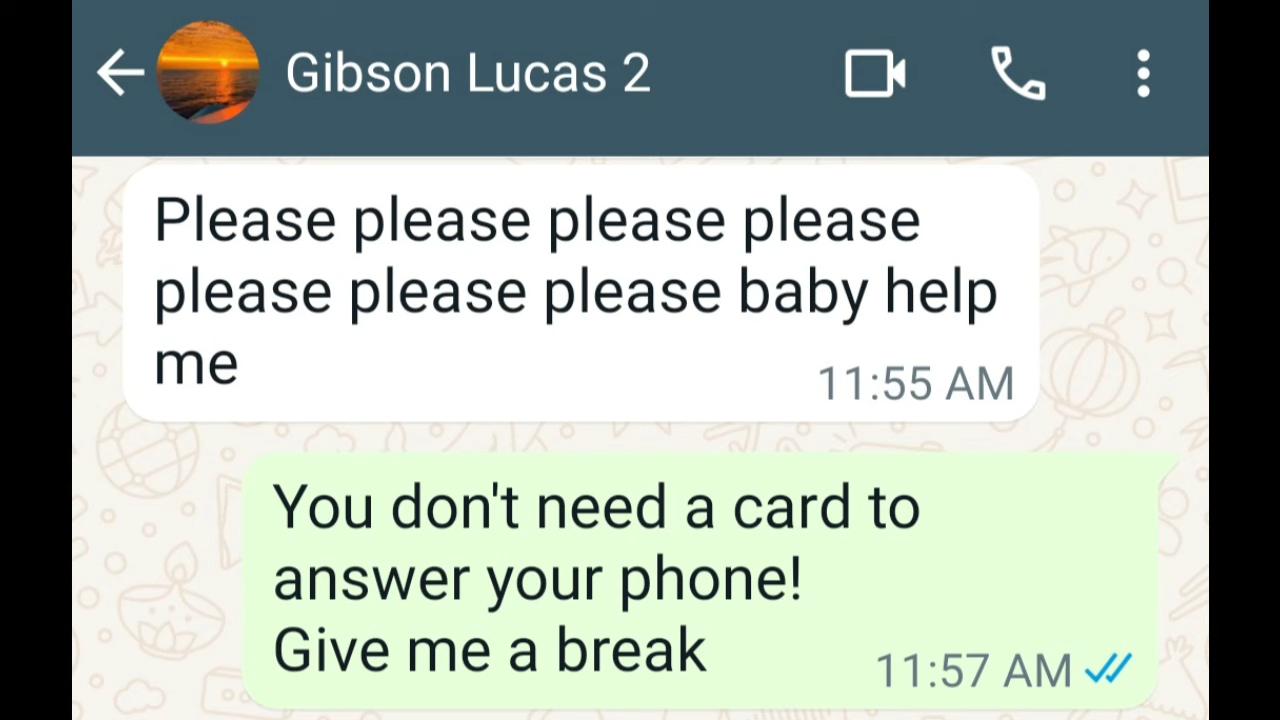 Gibson Lucas 2
Please please please please
please please please baby help
me
11:55 AM
You don't need a card to
answer your phone!
Give me a break
11:57 AM